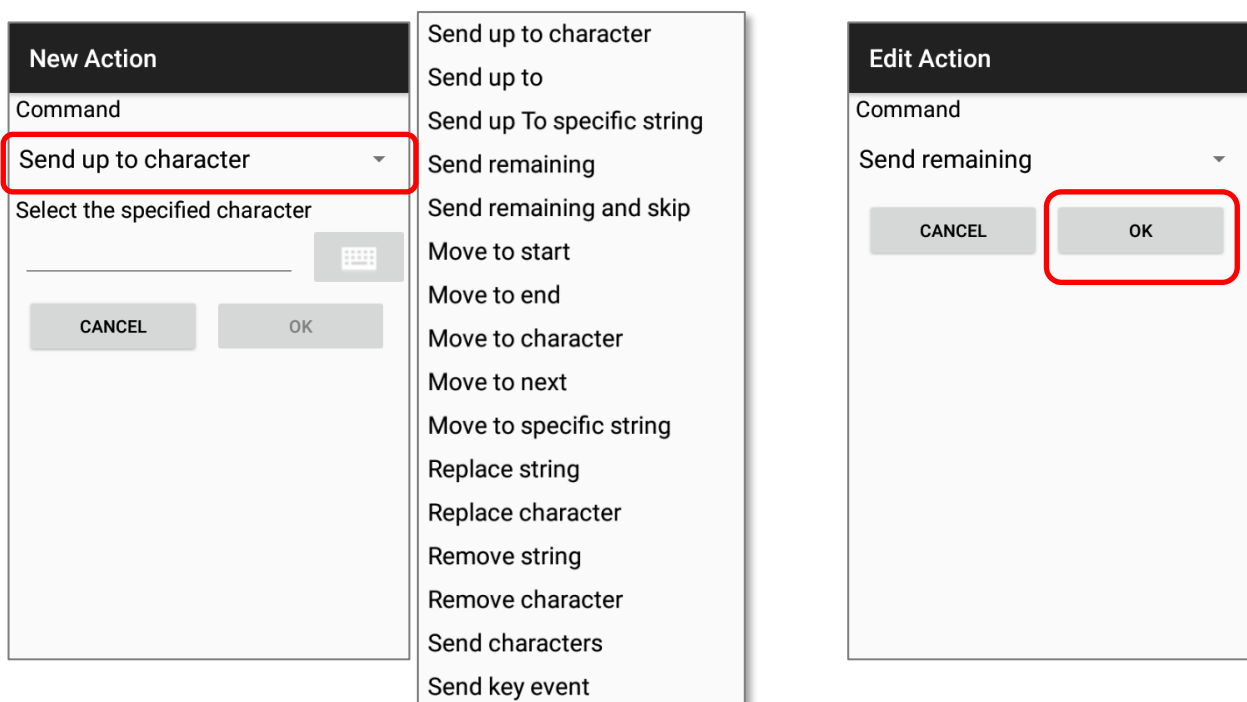 New Action
Command
Send up to character
Select the specified character
CANCEL
OK
Send up to character
Send up to
Send up To specific string
Send remaining
Send remaining and skip
Move to start
Move to end
Move to character
Move to next
Move to specific string
Replace string
Replace character
Remove string
Remove character
Send characters
Send key event
Edit Action
Command
Send remaining
CANCEL
OK